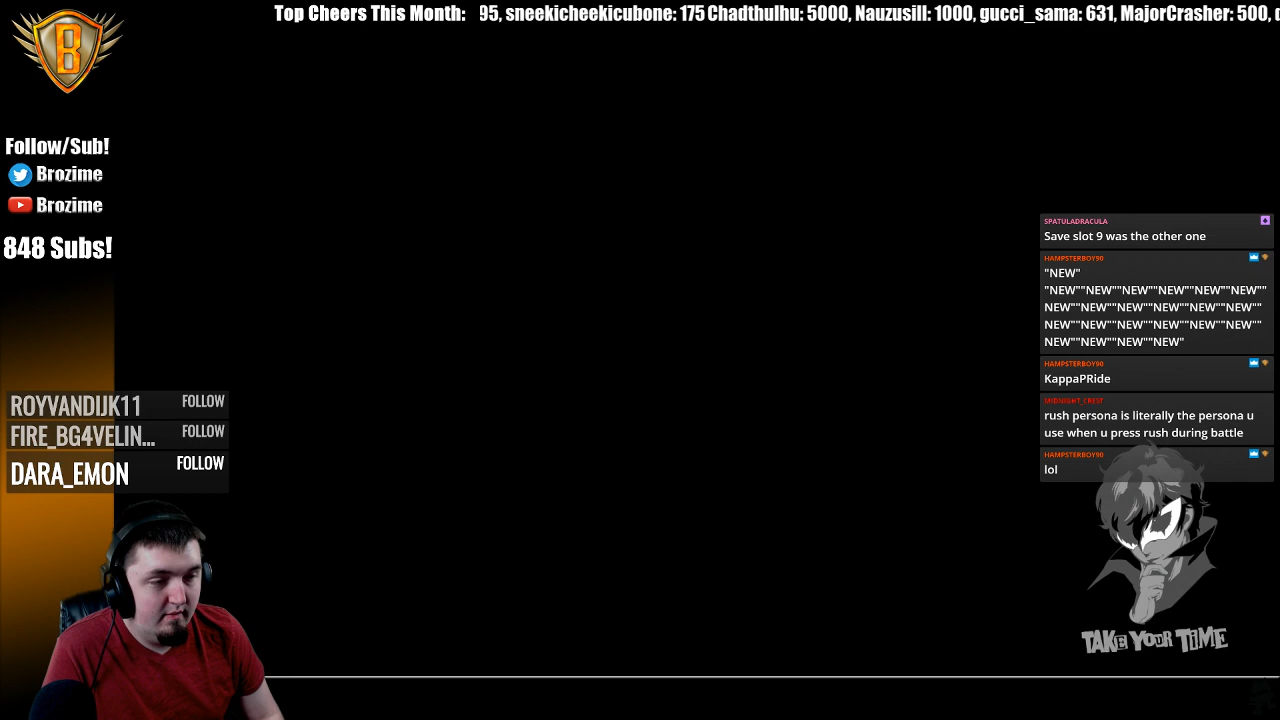 Top Cheers This Month: 95, sneekicheekicubone: 175 Chadthulhu: 5000, Nauzusill: 1000, gucci_sama: 631, MajorCrasher: 500,
B
Follow/Sub!
Brozime
Brozime
848 Subs!
ROYVANDIJK11 FOLLOW
FIRE_BG4VELIN... FOLLOW
DARA_EMON FOLLOW
SPATULADRACULA
Save slot 9 was the other one
HAMPSTERBOY90
"NEW"
"NEW""NEW""NEW""NEW""NEW""NEW""
NEW""NEW""NEW""NEW""NEW""NEW""
NEW""NEW""NEW""NEW""NEW""NEW""
NEW""NEW""NEW""NEW"
HAMPSTERBOY90
KappaPRide
MIDNIGHT_CREST
rush persona is literally the persona u
use when u press rush during battle
HAMPSTERBOY90
lol
TAKE YOUR TIME